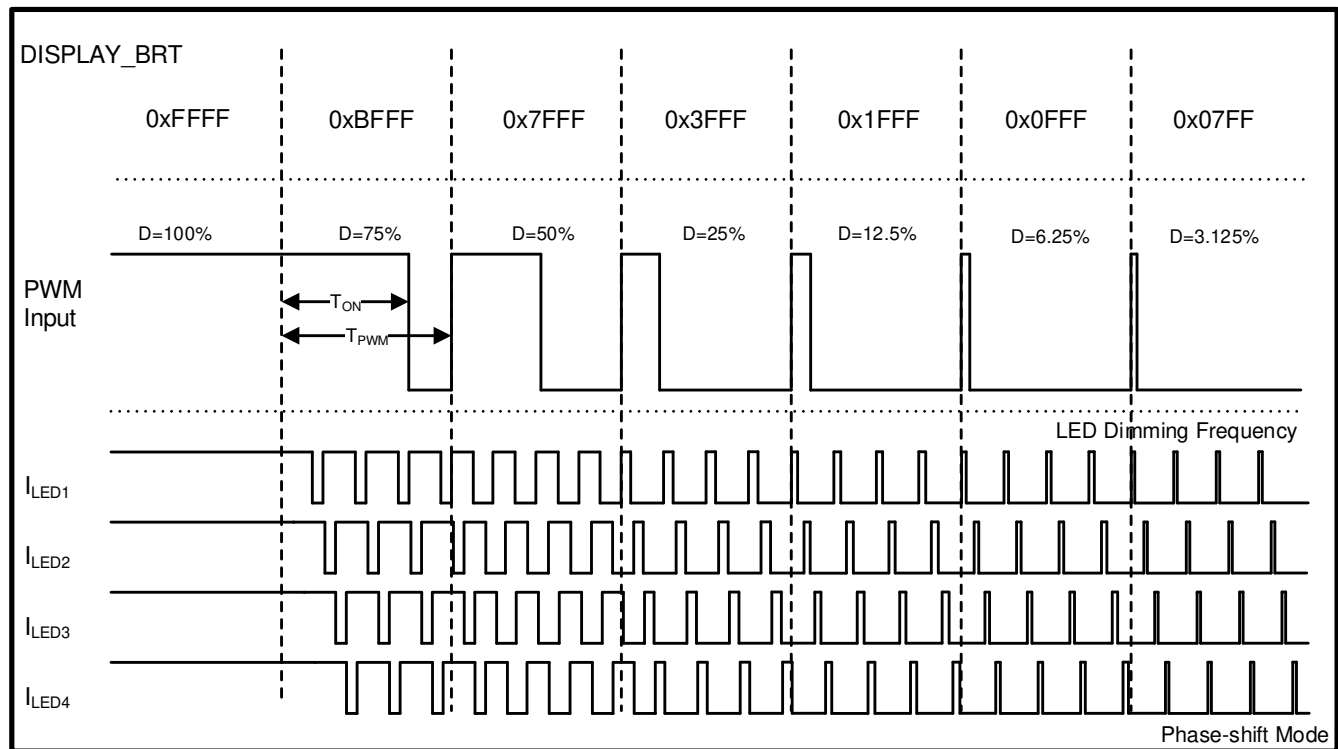 DISPLAY_BRT
0xFFFF 0xBFFF 0x7FFF 0x3FFF 0x1FFF 0x0FFF 0x07FF
D=100% D=75% D=50% D=25% D=12.5% D=6.25% D=3.125%
PWM
Input
TON
TPWM
LED Dimming Frequency
ILED1
ILED2
ILED3
ILED4
Phase-shift Mode